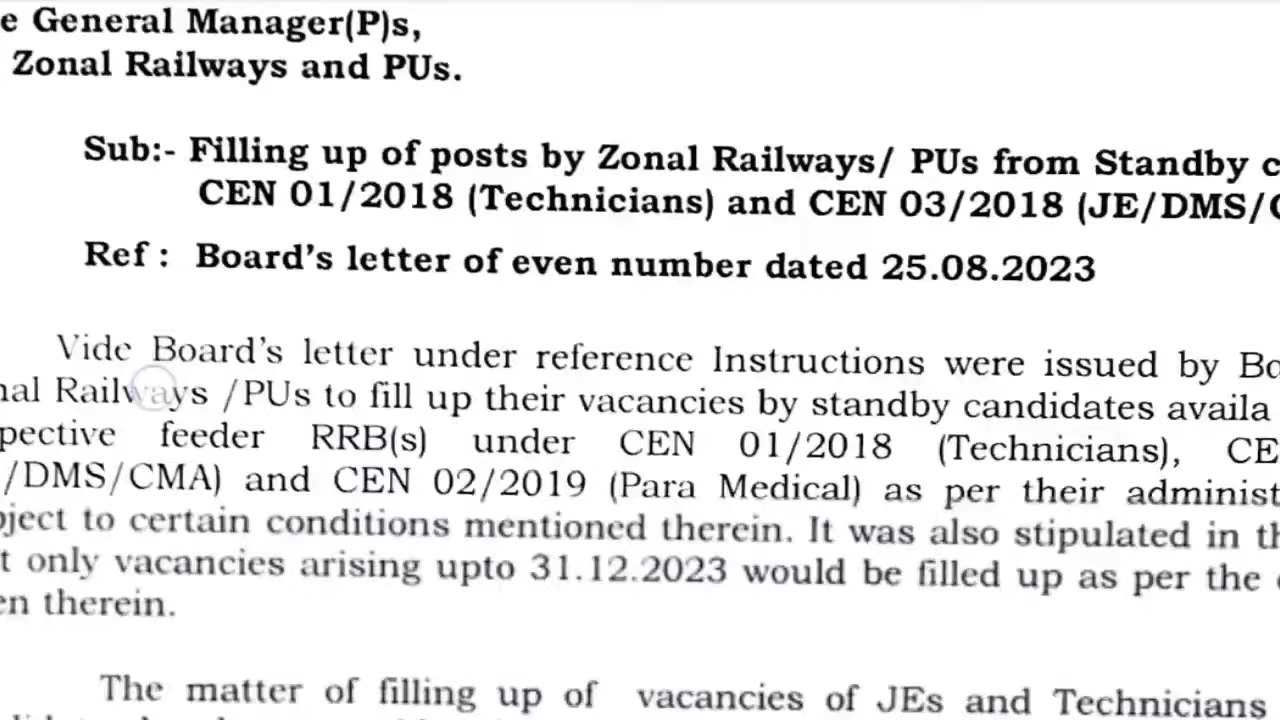 e General Manager(P)s,
Zonal Railways and PUs.
Sub:- Filling up of posts by Zonal Railways/ PUs from Standby c
CEN 01/2018 (Technicians) and CEN 03/2018 (JE/DMS/C
Ref : Board's letter of even number dated 25.08.2023
Vide Board's letter under reference Instructions were issued by Bo
nal Railways /PUs to fill up their vacancies by standby candidates availa
pective feeder RRB(s) under CEN 01/2018 (Technicians), CE
/DMS/CMA) and CEN 02/2019 (Para Medical) as per their administ
ject to certain conditions mentioned therein. It was also stipulated in th
t only vacancies arising upto 31.12.2023 would be filled up as per the
en therein.
The matter of filling up of vacancies of JEs and Technicians